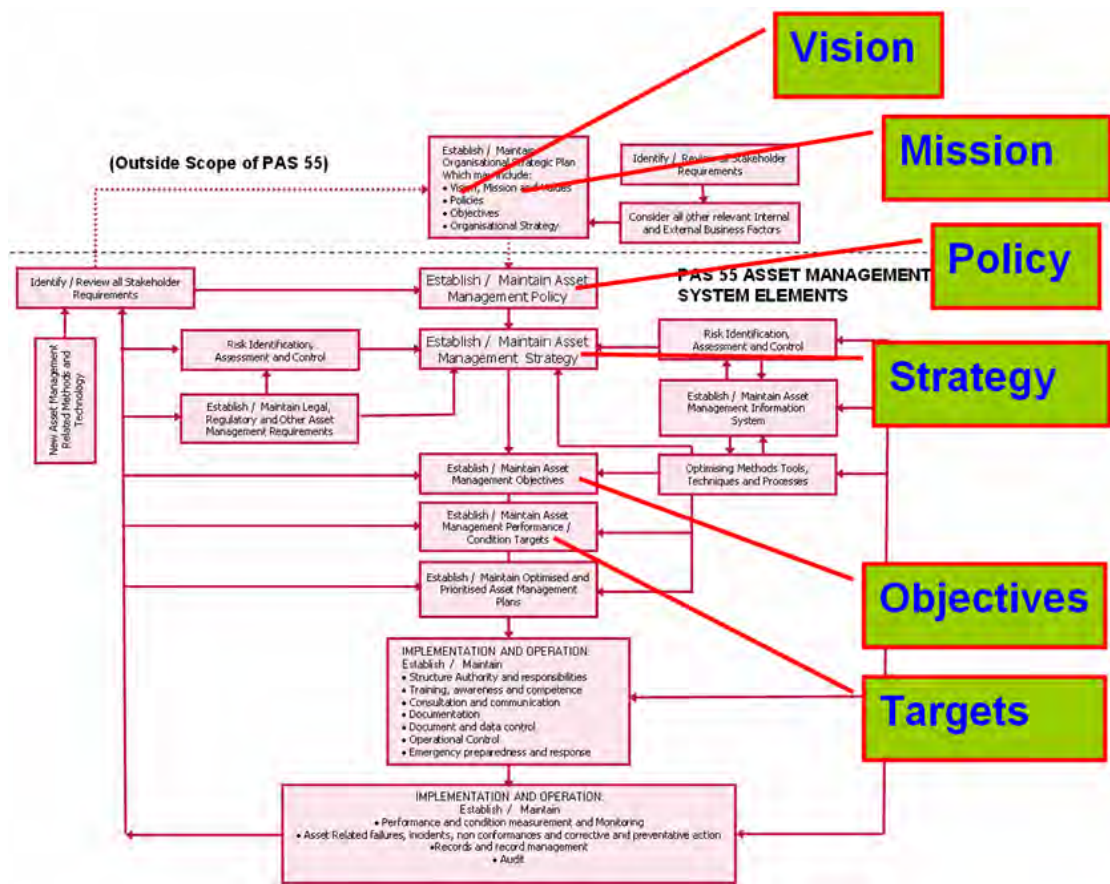 Vision
Mission
Policy
Strategy
Objectives
Targets
(Outside Scope of PAS 55)
Establish / Maintain
Organisational Strategic Plan
Which may include:
• Vision, Mission and Values
• Policies
• Objectives
• Organisational Strategy
Identify / Review all Stakeholder
Requirements
Consider all other relevant Internal
and External Business Factors
PAS 55 ASSET MANAGEMENT
SYSTEM ELEMENTS
Identify / Review all Stakeholder
Requirements
Establish / Maintain Asset
Management Policy
New Asset Management
Related Methods and
Technology
Risk Identification,
Assessment and Control
Establish / Maintain Asset
Management Strategy
Risk Identification,
Assessment and Control
Establish / Maintain Legal,
Regulatory and Other Asset
Management Requirements
Establish / Maintain Asset
Management Information
System
Establish / Maintain Asset
Management Objectives
Optimising Methods Tools,
Techniques and Processes
Establish / Maintain Asset
Management Performance /
Condition Targets
Establish / Maintain Optimised and
Prioritised Asset Management
Plans
IMPLEMENTATION AND OPERATION:
Establish / Maintain
• Structure Authority and responsibilities
• Training, awareness and competence
• Consultation and communication
• Documentation
• Document and data control
• Operational Control
• Emergency preparedness and response
IMPLEMENTATION AND OPERATION:
Establish / Maintain
• Performance and condition measurement and Monitoring
• Asset Related failures, incidents, non conformances and corrective and preventative action
• Records and record management
• Audit